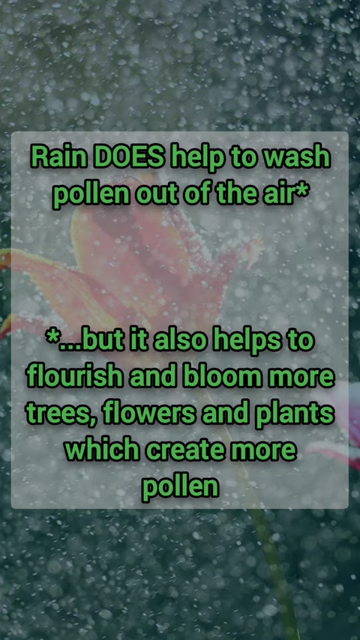 Rain DOES help to wash
pollen out of the air*
*...but it also helps to
flourish and bloom more
trees, flowers and plants
which create more
pollen